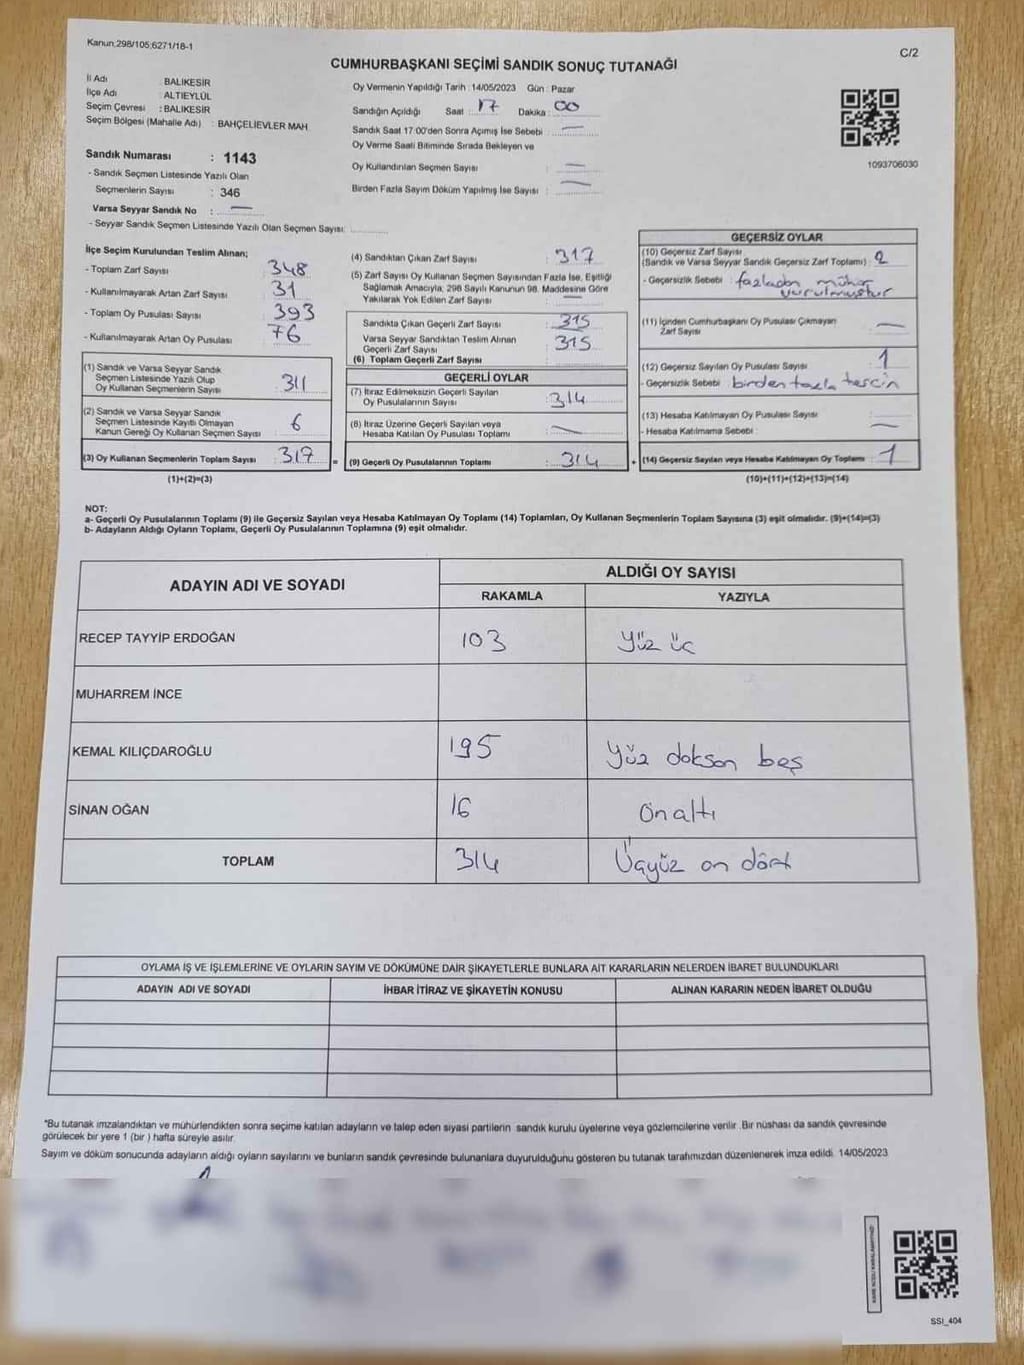 Kanun;298/105;6271/18-1
C/2
CUMHURBAŞKANI SEÇİMİ SANDIK SONUÇ TUTANAĞI
İl Adı : BALIKESİR
İlçe Adı : ALTIEYLÜL
Seçim Çevresi : BALIKESİR
Seçim Bölgesi (Mahalle Adı) : BAHÇELİEVLER MAH
Sandık Numarası : 1143
- Sandık Seçmen Listesinde Yazılı Olan
Seçmenlerin Sayısı : 346
Varsa Seyyar Sandık No : —
- Seyyar Sandık Seçmen Listesinde Yazılı Olan Seçmen Sayısı:
Oy Vermenin Yapıldığı Tarih : 14/05/2023 Gün : Pazar
Sandığın Açıldığı Saat : 17 Dakika : 00
Sandık Saat 17:00'den Sonra Açımış İse Sebebi : —
Oy Verme Saati Bitiminde Sırada Bekleyen ve
Oy Kullandırılan Seçmen Sayısı : —
Birden Fazla Sayım Döküm Yapılmış İse Sayısı : —
1093706030
İlçe Seçim Kurulundan Teslim Alınan;
- Toplam Zarf Sayısı : 348
- Kullanılmayarak Artan Zarf Sayısı : 31
- Toplam Oy Pusulası Sayısı : 393
- Kullanılmayarak Artan Oy Pusulası : 76
(1) Sandık ve Varsa Seyyar Sandık
Seçmen Listesinde Yazılı Olup
Oy Kullanan Seçmenlerin Sayısı : 311
(2) Sandık ve Varsa Seyyar Sandık
Seçmen Listesinde Kayıtlı Olmayan
Kanun Gereği Oy Kullanan Seçmen Sayısı : 6
(3) Oy Kullanan Seçmenlerin Toplam Sayısı : 317
(1)+(2)=(3)
(4) Sandıktan Çıkan Zarf Sayısı : 317
(5) Zarf Sayısı Oy Kullanan Seçmen Sayısından Fazla İse, Eşitliği
Sağlamak Amacıyla; 298 Sayılı Kanunun 98. Maddesine Göre
Yakılarak Yok Edilen Zarf Sayısı : —
Sandıkta Çıkan Geçerli Zarf Sayısı : 315
Varsa Seyyar Sandıktan Teslim Alınan
Geçerli Zarf Sayısı : 315
(6) Toplam Geçerli Zarf Sayısı
GEÇERLİ OYLAR
(7) İtiraz Edilmeksizin Geçerli Sayılan
Oy Pusulalarının Sayısı : 314
(8) İtiraz Üzerine Geçerli Sayılan veya
Hesaba Katılan Oy Pusulası Toplamı : —
= (9) Geçerli Oy Pusulalarının Toplamı : 314
GEÇERSİZ OYLAR
(10) Geçersiz Zarf Sayısı
(Sandık ve Varsa Seyyar Sandık Geçersiz Zarf Toplamı) : 2
- Geçersizlik Sebebi : fazladan mühür
vurulmuştur
(11) İçinden Cumhurbaşkanı Oy Pusulası Çıkmayan
Zarf Sayısı : —
(12) Geçersiz Sayılan Oy Pusulası Sayısı : 1
- Geçersizlik Sebebi : birden fazla tercih
(13) Hesaba Katılmayan Oy Pusulası Sayısı :
- Hesaba Katılmama Sebebi : —
+ (14) Geçersiz Sayılan veya Hesaba Katılmayan Oy Toplamı : 1
(10)+(11)+(12)+(13)=(14)
NOT:
a- Geçerli Oy Pusulalarının Toplamı (9) ile Geçersiz Sayılan veya Hesaba Katılmayan Oy Toplamı (14) Toplamları, Oy Kullanan Seçmenlerin Toplam Sayısına (3) eşit olmalıdır. (9)+(14)=(3)
b- Adayların Aldığı Oyların Toplamı, Geçerli Oy Pusulalarının Toplamına (9) eşit olmalıdır.
ADAYIN ADI VE SOYADI
ALDIĞI OY SAYISI
RAKAMLA YAZIYLA
RECEP TAYYİP ERDOĞAN 103 Yüz üç
MUHARREM İNCE
KEMAL KILIÇDAROĞLU 195 Yüz doksan beş
SİNAN OĞAN 16 Onaltı
TOPLAM 314 Üçyüz on dört
OYLAMA İŞ VE İŞLEMLERİNE VE OYLARIN SAYIM VE DÖKÜMÜNE DAİR ŞİKAYETLERLE BUNLARA AİT KARARLARIN NELERDEN İBARET BULUNDUKLARI
ADAYIN ADI VE SOYADI İHBAR İTİRAZ VE ŞİKAYETİN KONUSU ALINAN KARARIN NEDEN İBARET OLDUĞU
*Bu tutanak imzalandıktan ve mühürlendikten sonra seçime katılan adayların ve talep eden siyasi partilerin sandık kurulu üyelerine veya gözlemcilerine verilir. Bir nüshası da sandık çevresinde
görülecek bir yere 1 (bir ) hafta süreyle asılır.
Sayım ve döküm sonucunda adayların aldığı oyların sayılarını ve bunların sandık çevresinde bulunanlara duyurulduğunu gösteren bu tutanak tarafımızdan düzenlenerek imza edildi. 14/05/2023
SSI_404